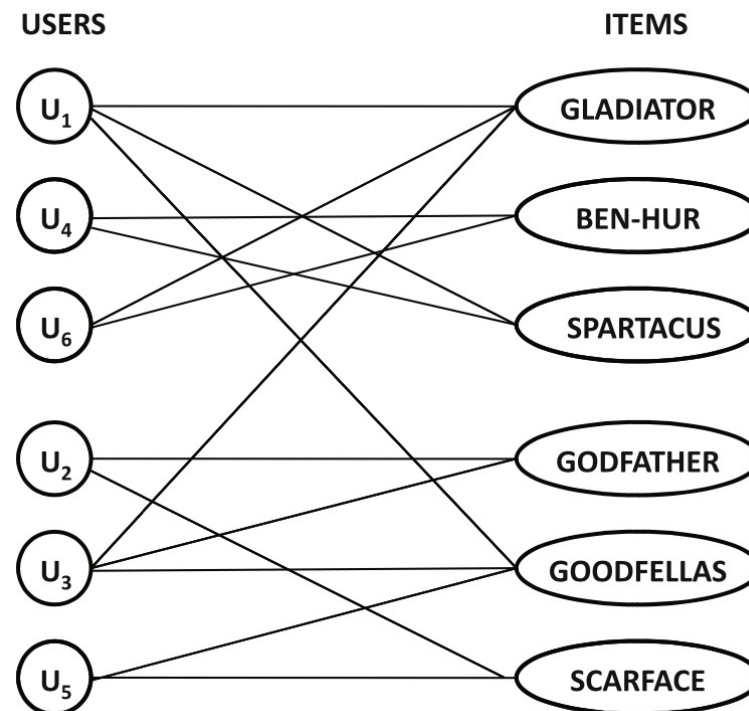 USERS ITEMS
U1 GLADIATOR
U4 BEN-HUR
U6 SPARTACUS
U2 GODFATHER
U3 GOODFELLAS
U5 SCARFACE